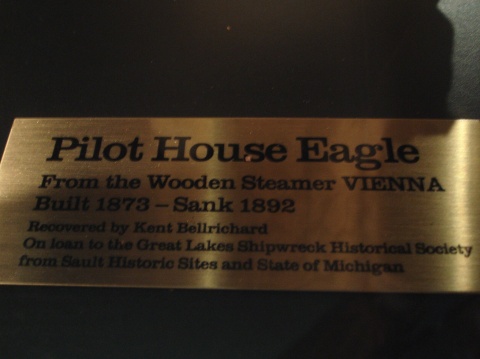 Pilot House Eagle
From the Wooden Steamer VIENNA
Built 1873 – Sank 1892
Recovered by Kent Bellrichard
On loan to the Great Lakes Shipwreck Historical Society
from Sault Historic Sites and State of Michigan